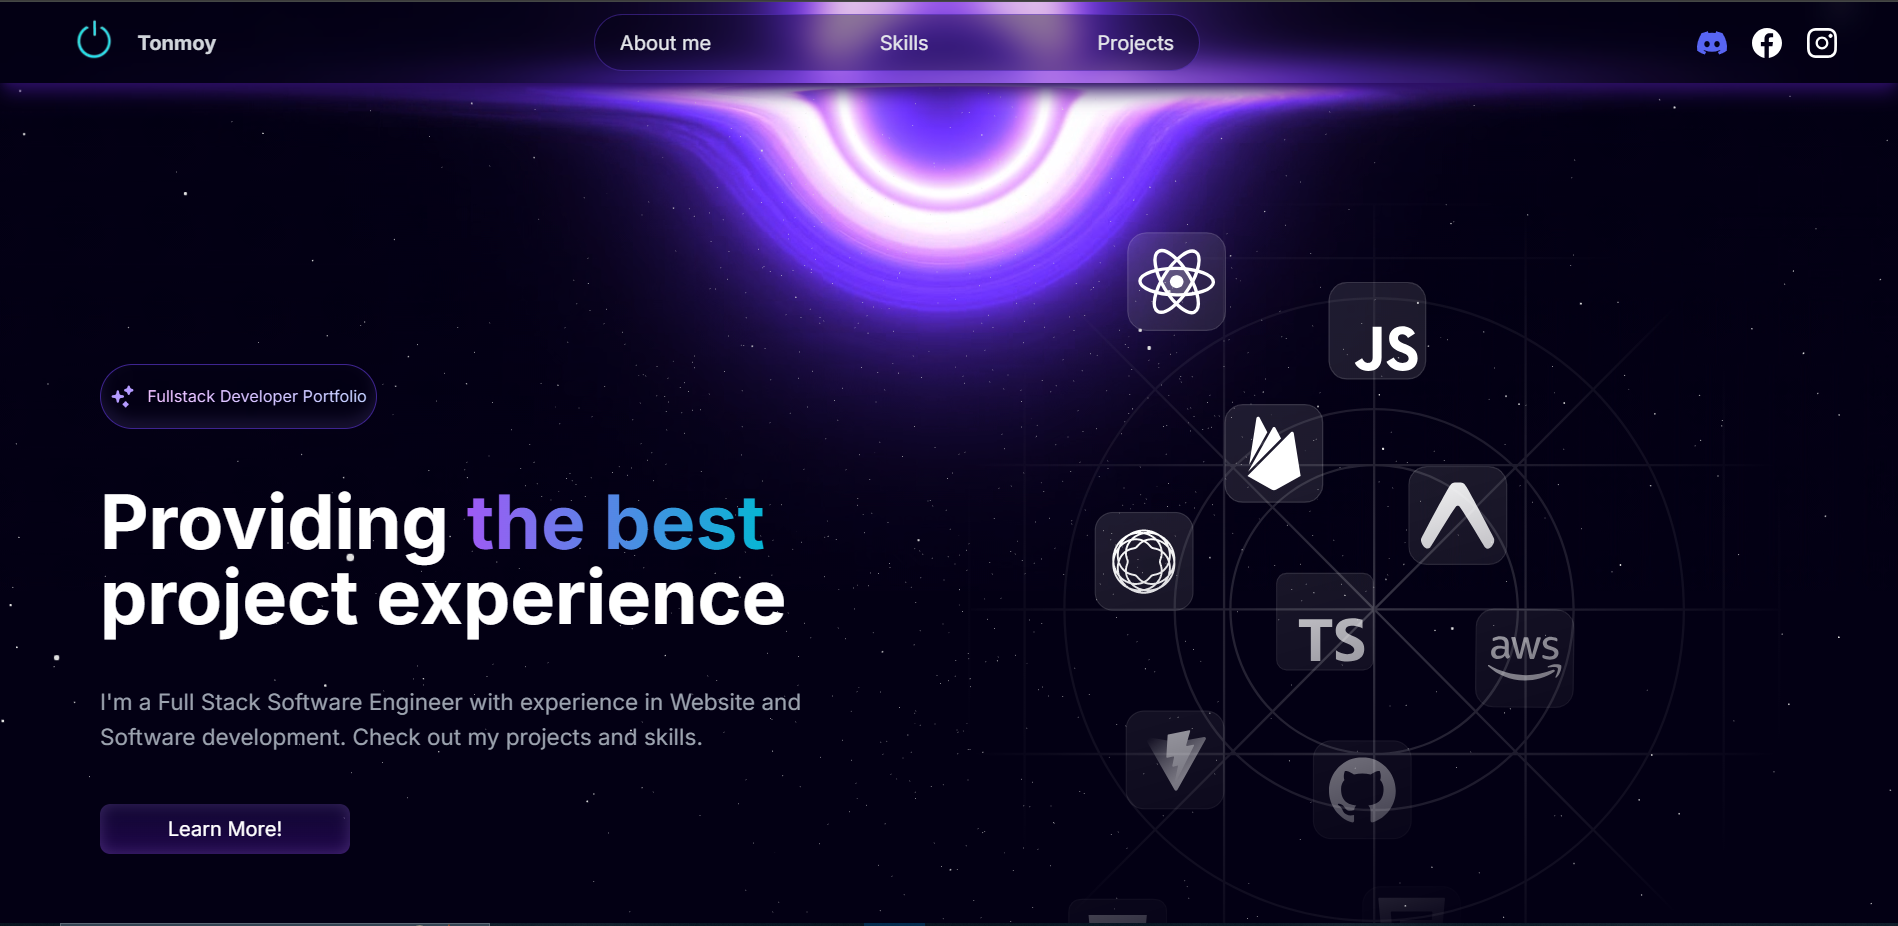 Tonmoy
About me
Skills
Projects
Fullstack Developer Portfolio
Providing the best
project experience
I'm a Full Stack Software Engineer with experience in Website and
Software development. Check out my projects and skills.
Learn More!
JS
TS
aws